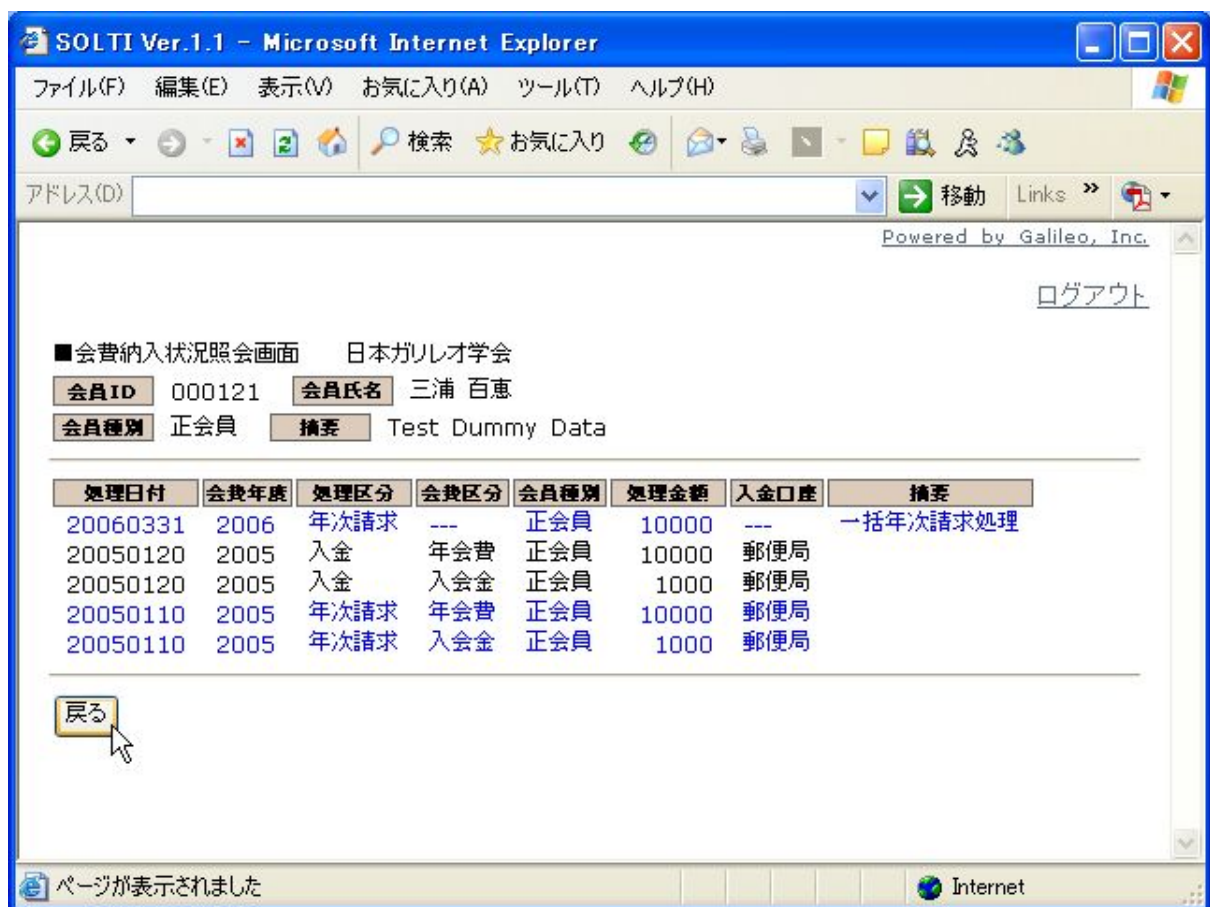 SOLTI Ver.1.1 - Microsoft Internet Explorer
ファイル(F) 編集(E) 表示(V) お気に入り(A) ツール(T) ヘルプ(H)
戻る 検索 お気に入り
アドレス(D) 移動 Links »
Powered by Galileo, Inc.
ログアウト
■会費納入状況照会画面 日本ガリレオ学会
会員ID 000121 会員氏名 三浦 百恵
会員種別 正会員 摘要 Test Dummy Data
処理日付 会費年度 処理区分 会費区分 会員種別 処理金額 入金口座 摘要
20060331 2006 年次請求 --- 正会員 10000 --- 一括年次請求処理
20050120 2005 入金 年会費 正会員 10000 郵便局
20050120 2005 入金 入会金 正会員 1000 郵便局
20050110 2005 年次請求 年会費 正会員 10000 郵便局
20050110 2005 年次請求 入会金 正会員 1000 郵便局
戻る
ページが表示されました Internet